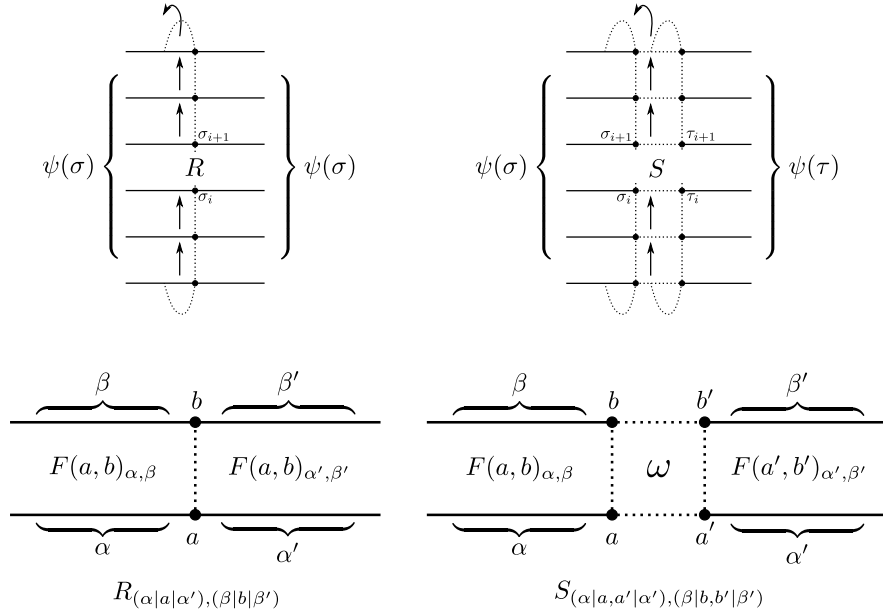 σ_{i+1}
ψ(σ) R ψ(σ)
σ_i
σ_{i+1} τ_{i+1}
ψ(σ) S ψ(τ)
σ_i τ_i
β β′
b
F(a, b)_{α,β} F(a, b)_{α′,β′}
α a α′
R_{(α|a|α′),(β|b|β′)}
β β′
b b′
F(a, b)_{α,β} ω F(a′, b′)_{α′,β′}
α a a′ α′
S_{(α|a,a′|α′),(β|b,b′|β′)}